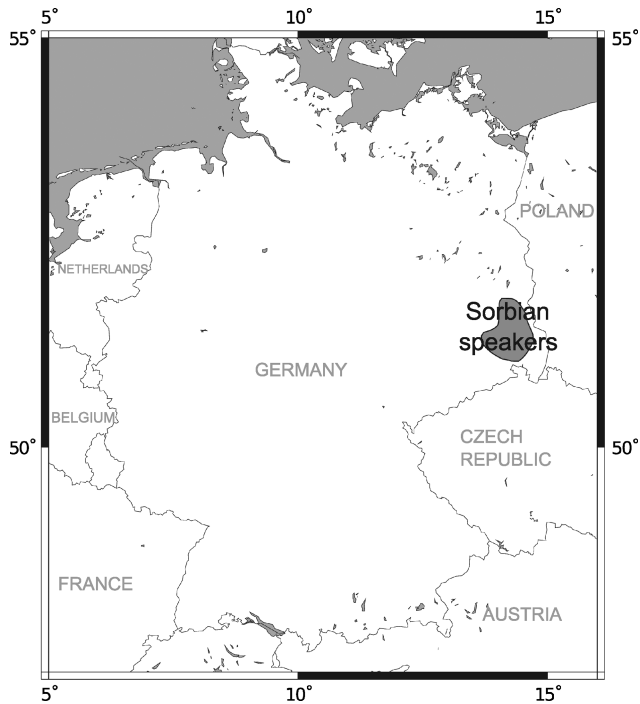 5° 10° 15°
55° 55°
POLAND
NETHERLANDS
Sorbian
speakers
GERMANY
BELGIUM
CZECH
REPUBLIC
50° 50°
FRANCE
AUSTRIA
5° 10° 15°